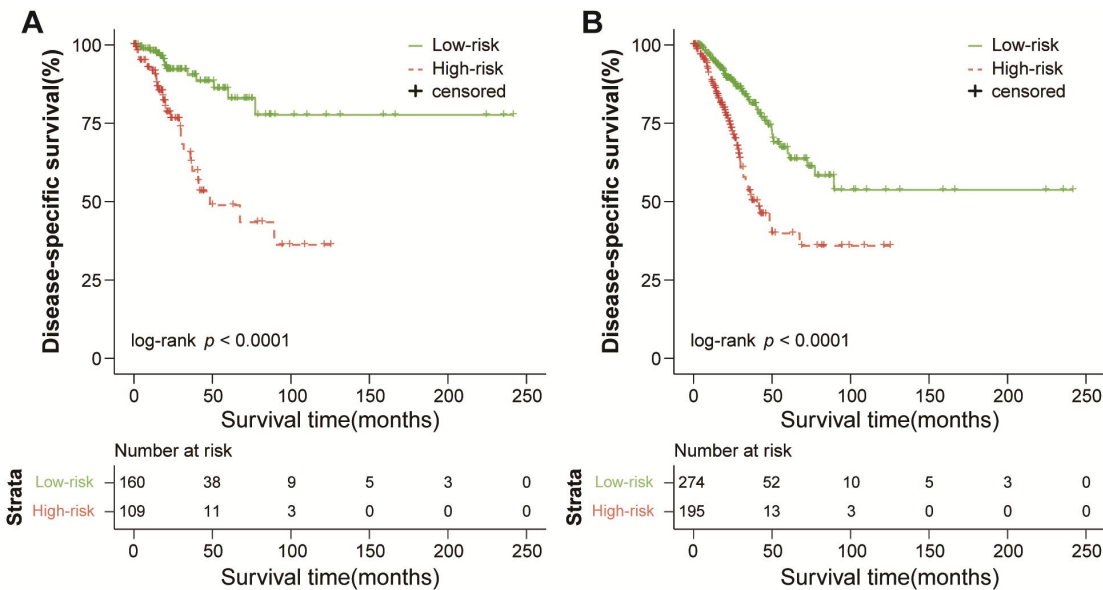 A
Disease-specific survival(%)
100
75
50
25
0
Low-risk
High-risk
censored
log-rank p < 0.0001
0 50 100 150 200 250
Survival time(months)
Number at risk
Strata
Low-risk 160 38 9 5 3 0
High-risk 109 11 3 0 0 0
0 50 100 150 200 250
Survival time(months)
B
Disease-specific survival(%)
100
75
50
25
0
Low-risk
High-risk
censored
log-rank p < 0.0001
0 50 100 150 200 250
Survival time(months)
Number at risk
Strata
Low-risk 274 52 10 5 3 0
High-risk 195 13 3 0 0 0
0 50 100 150 200 250
Survival time(months)